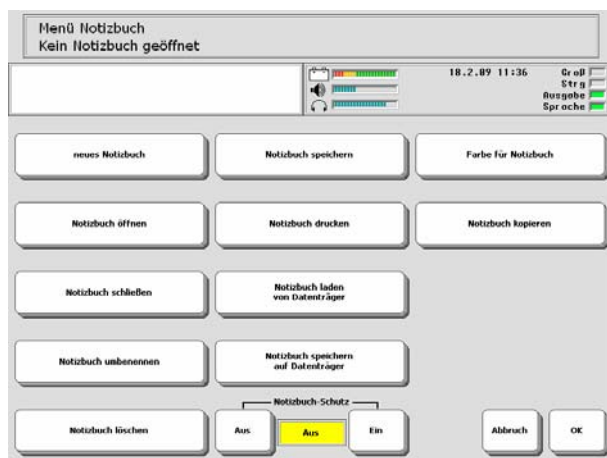 Menü Notizbuch
Kein Notizbuch geöffnet
18.2.09 11:36
Groß
Strg
Ausgabe
Sprache
neues Notizbuch
Notizbuch speichern
Farbe für Notizbuch
Notizbuch öffnen
Notizbuch drucken
Notizbuch kopieren
Notizbuch schließen
Notizbuch laden
von Datenträger
Notizbuch umbenennen
Notizbuch speichern
auf Datenträger
Notizbuch-Schutz
Notizbuch löschen
Aus
Aus
Ein
Abbruch
OK